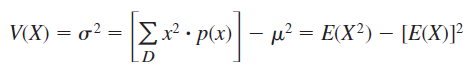 V(X) = σ² = [∑_D x² · p(x)] − μ² = E(X²) − [E(X)]²